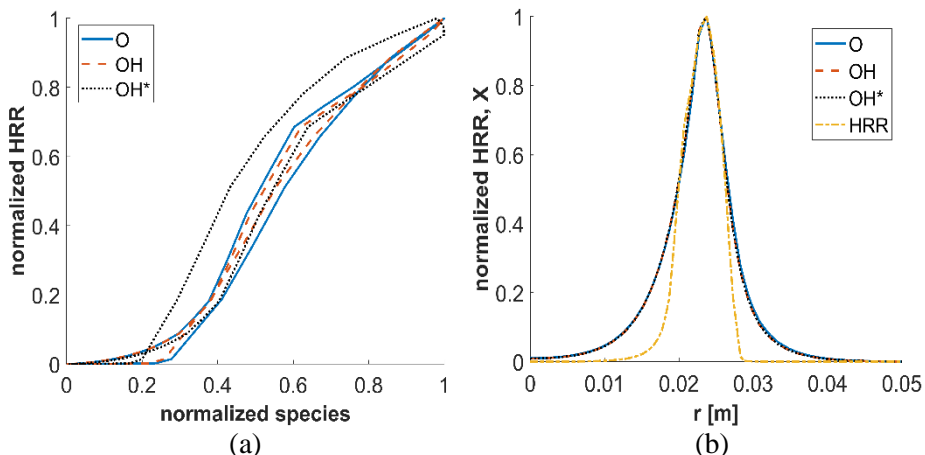 1
0.8
0.6
0.4
0.2
0
normalized HRR
O
OH
OH*
0
0.2
0.4
0.6
0.8
1
normalized species
(a)
1
0.8
0.6
0.4
0.2
0
normalized HRR, X
O
OH
OH*
HRR
0
0.01
0.02
0.03
0.04
0.05
r [m]
(b)